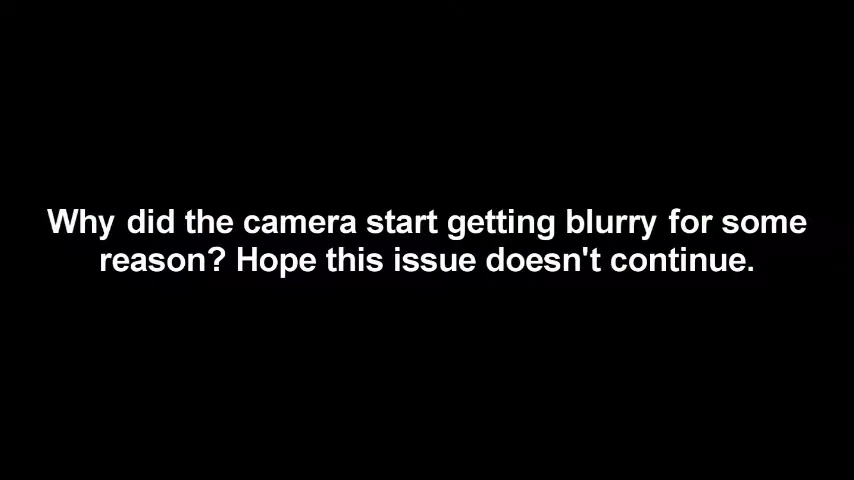 Why did the camera start getting blurry for some
reason? Hope this issue doesn't continue.